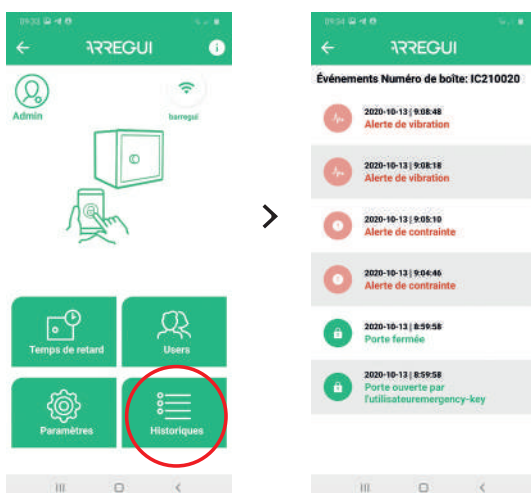 09:33
ARREGUI
i
Admin
barregui
Temps de retard
Users
Paramètres
Historiques
>
09:34
ARREGUI
Événements Numéro de boîte: IC210020
2020-10-13 | 9:08:48
Alerte de vibration
2020-10-13 | 9:08:18
Alerte de vibration
2020-10-13 | 9:05:10
Alerte de contrainte
2020-10-13 | 9:04:46
Alerte de contrainte
2020-10-13 | 8:59:58
Porte fermée
2020-10-13 | 8:59:58
Porte ouverte par
l'utilisateuremergency-key